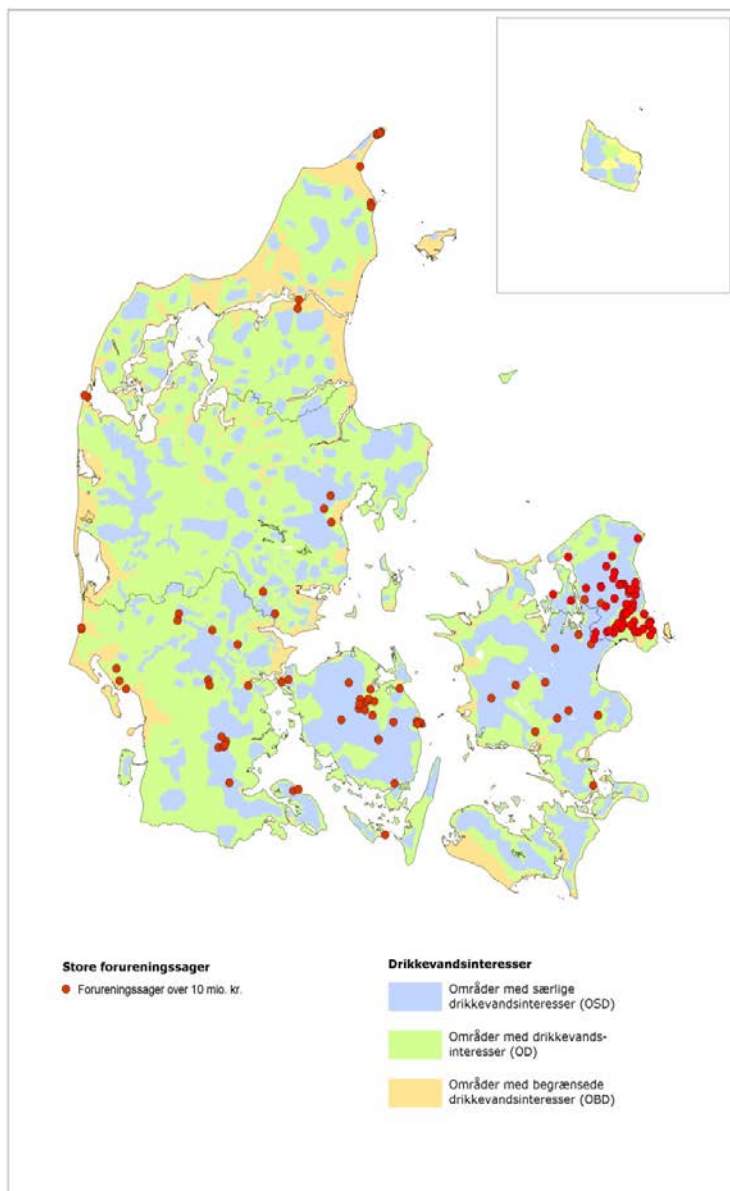 Store forureningssager
Forureningssager over 10 mio. kr.
Drikkevandsinteresser
Områder med særlige
drikkevandsinteresser (OSD)
Områder med drikkevands-
interesser (OD)
Områder med begrænsede
drikkevandsinteresser (OBD)